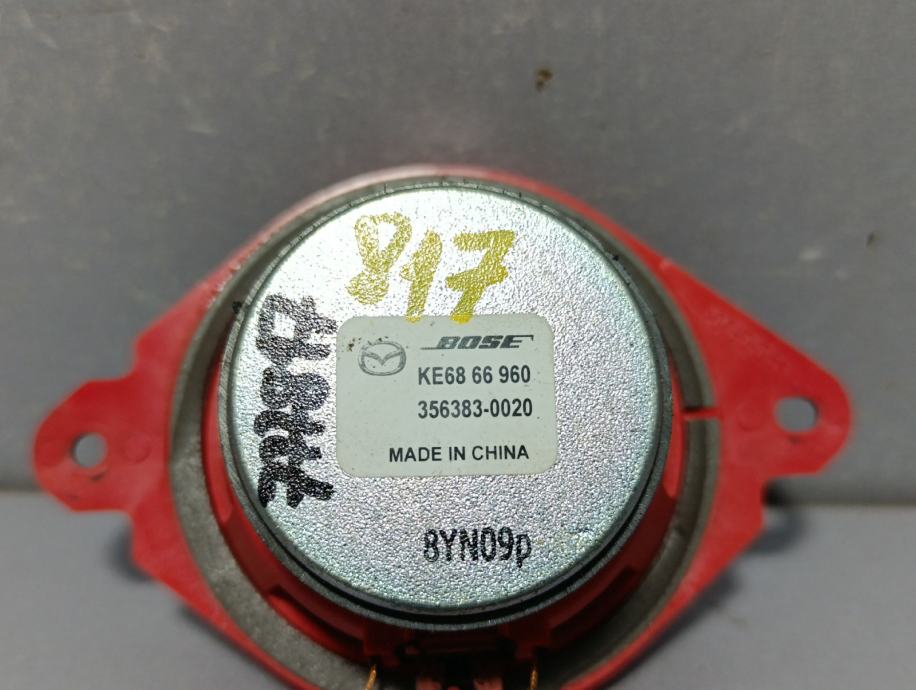 817
BOSE
KE68 66 960
356383-0020
MADE IN CHINA
8YN09p